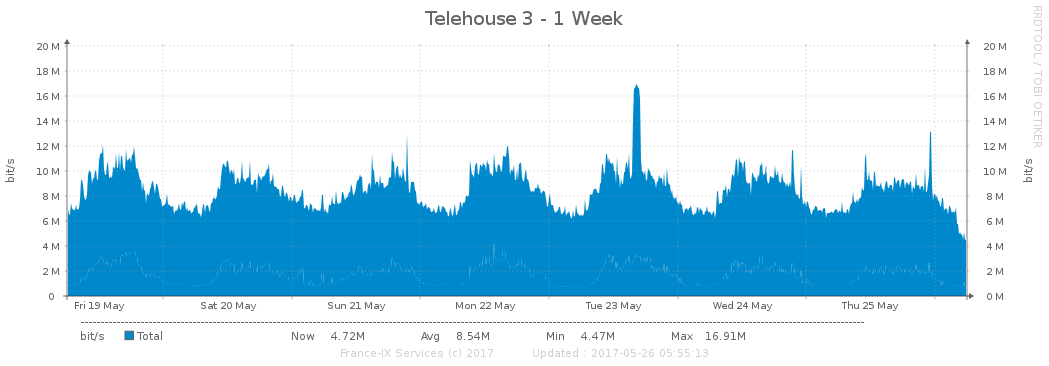 Telehouse 3 - 1 Week
RRDTOOL / TOBI OETIKER
bit/s
20 M 20 M
18 M 18 M
16 M 16 M
14 M 14 M
12 M 12 M
10 M 10 M
8 M 8 M
6 M 6 M
4 M 4 M
2 M 2 M
0 0 M
bit/s
Fri 19 May Sat 20 May Sun 21 May Mon 22 May Tue 23 May Wed 24 May Thu 25 May
bit/s Total Now 4.72M Avg 8.54M Min 4.47M Max 16.91M
France-IX Services (c) 2017 Updated : 2017-05-26 05:55:13